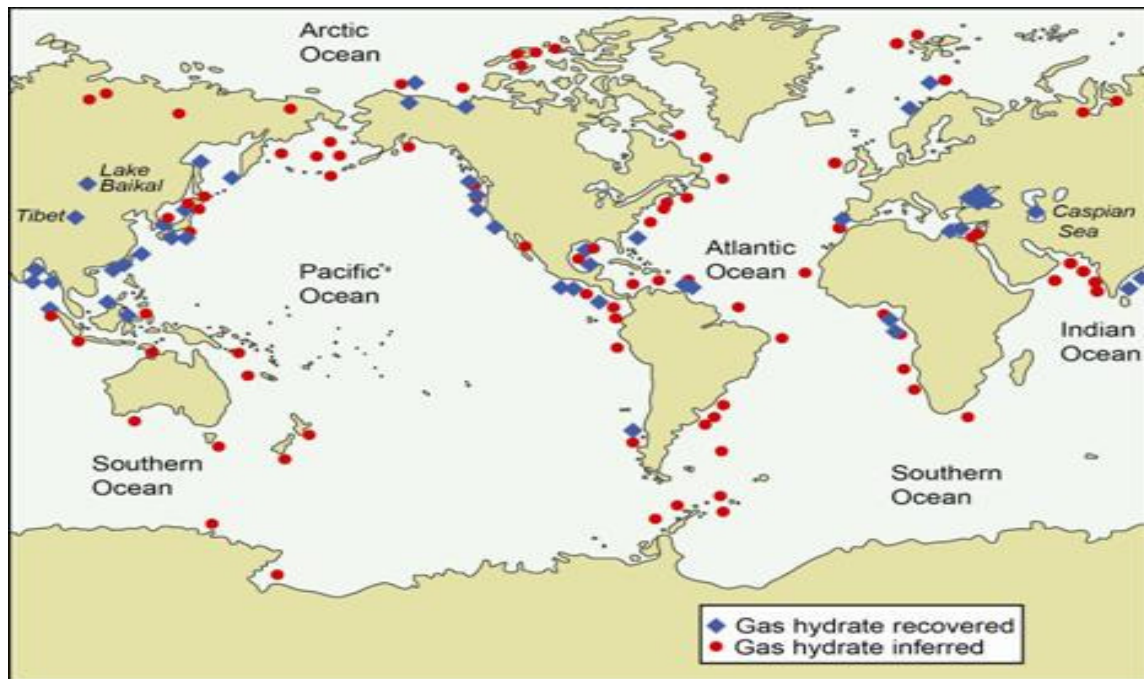 Arctic
Ocean
Lake
Baikal
Tibet
Pacific
Ocean
Atlantic
Ocean
Caspian
Sea
Indian
Ocean
Southern
Ocean
Southern
Ocean
Gas hydrate recovered
Gas hydrate inferred